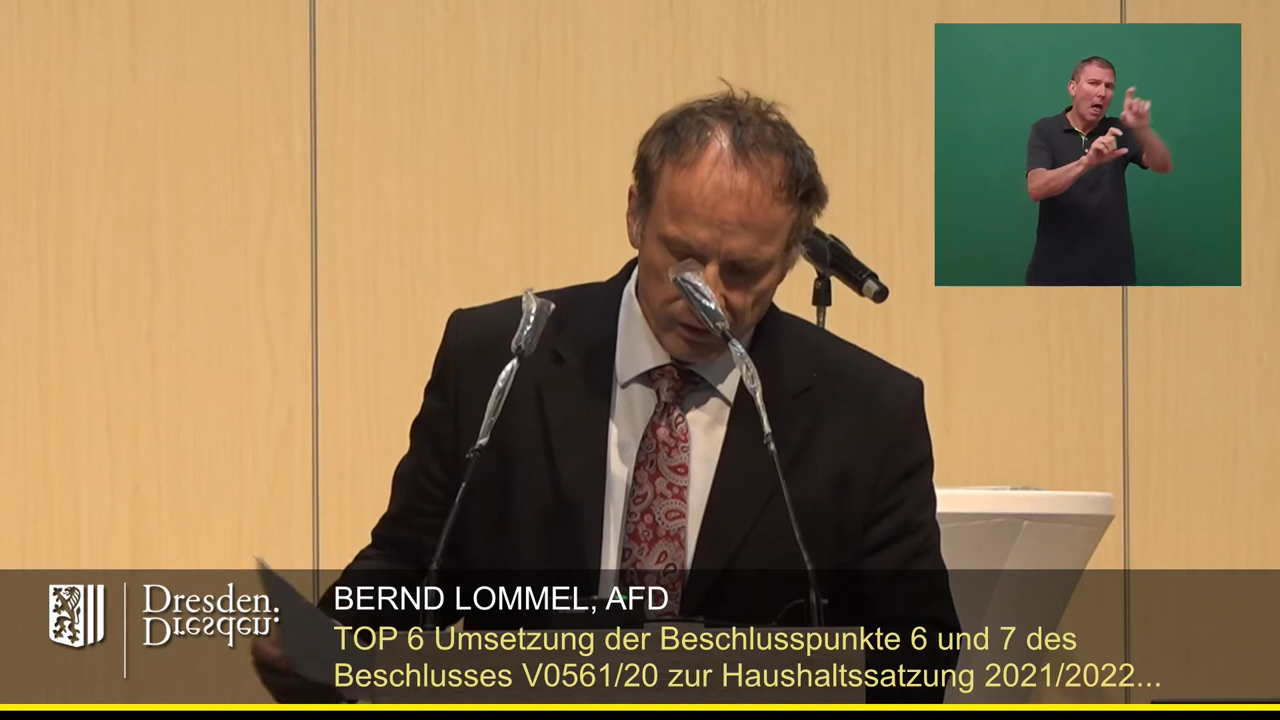 Dresden.
Dresden.
BERND LOMMEL, AFD
TOP 6 Umsetzung der Beschlusspunkte 6 und 7 des
Beschlusses V0561/20 zur Haushaltssatzung 2021/2022...